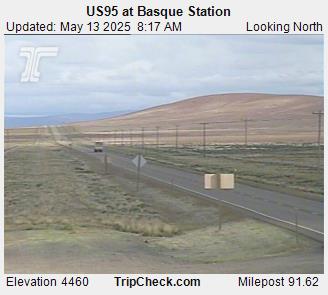 US95 at Basque Station
Updated: May 13 2025 8:17 AM Looking North
Elevation 4460 TripCheck.com Milepost 91.62